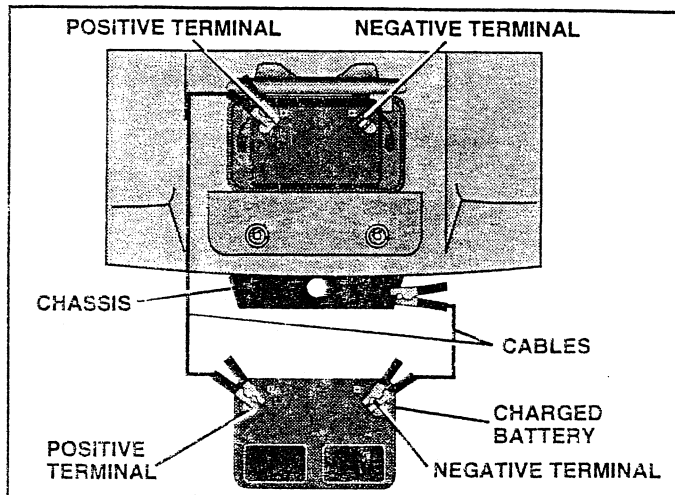 POSITIVE TERMINAL
NEGATIVE TERMINAL
CHASSIS
CABLES
CHARGED
BATTERY
POSITIVE
TERMINAL
NEGATIVE TERMINAL